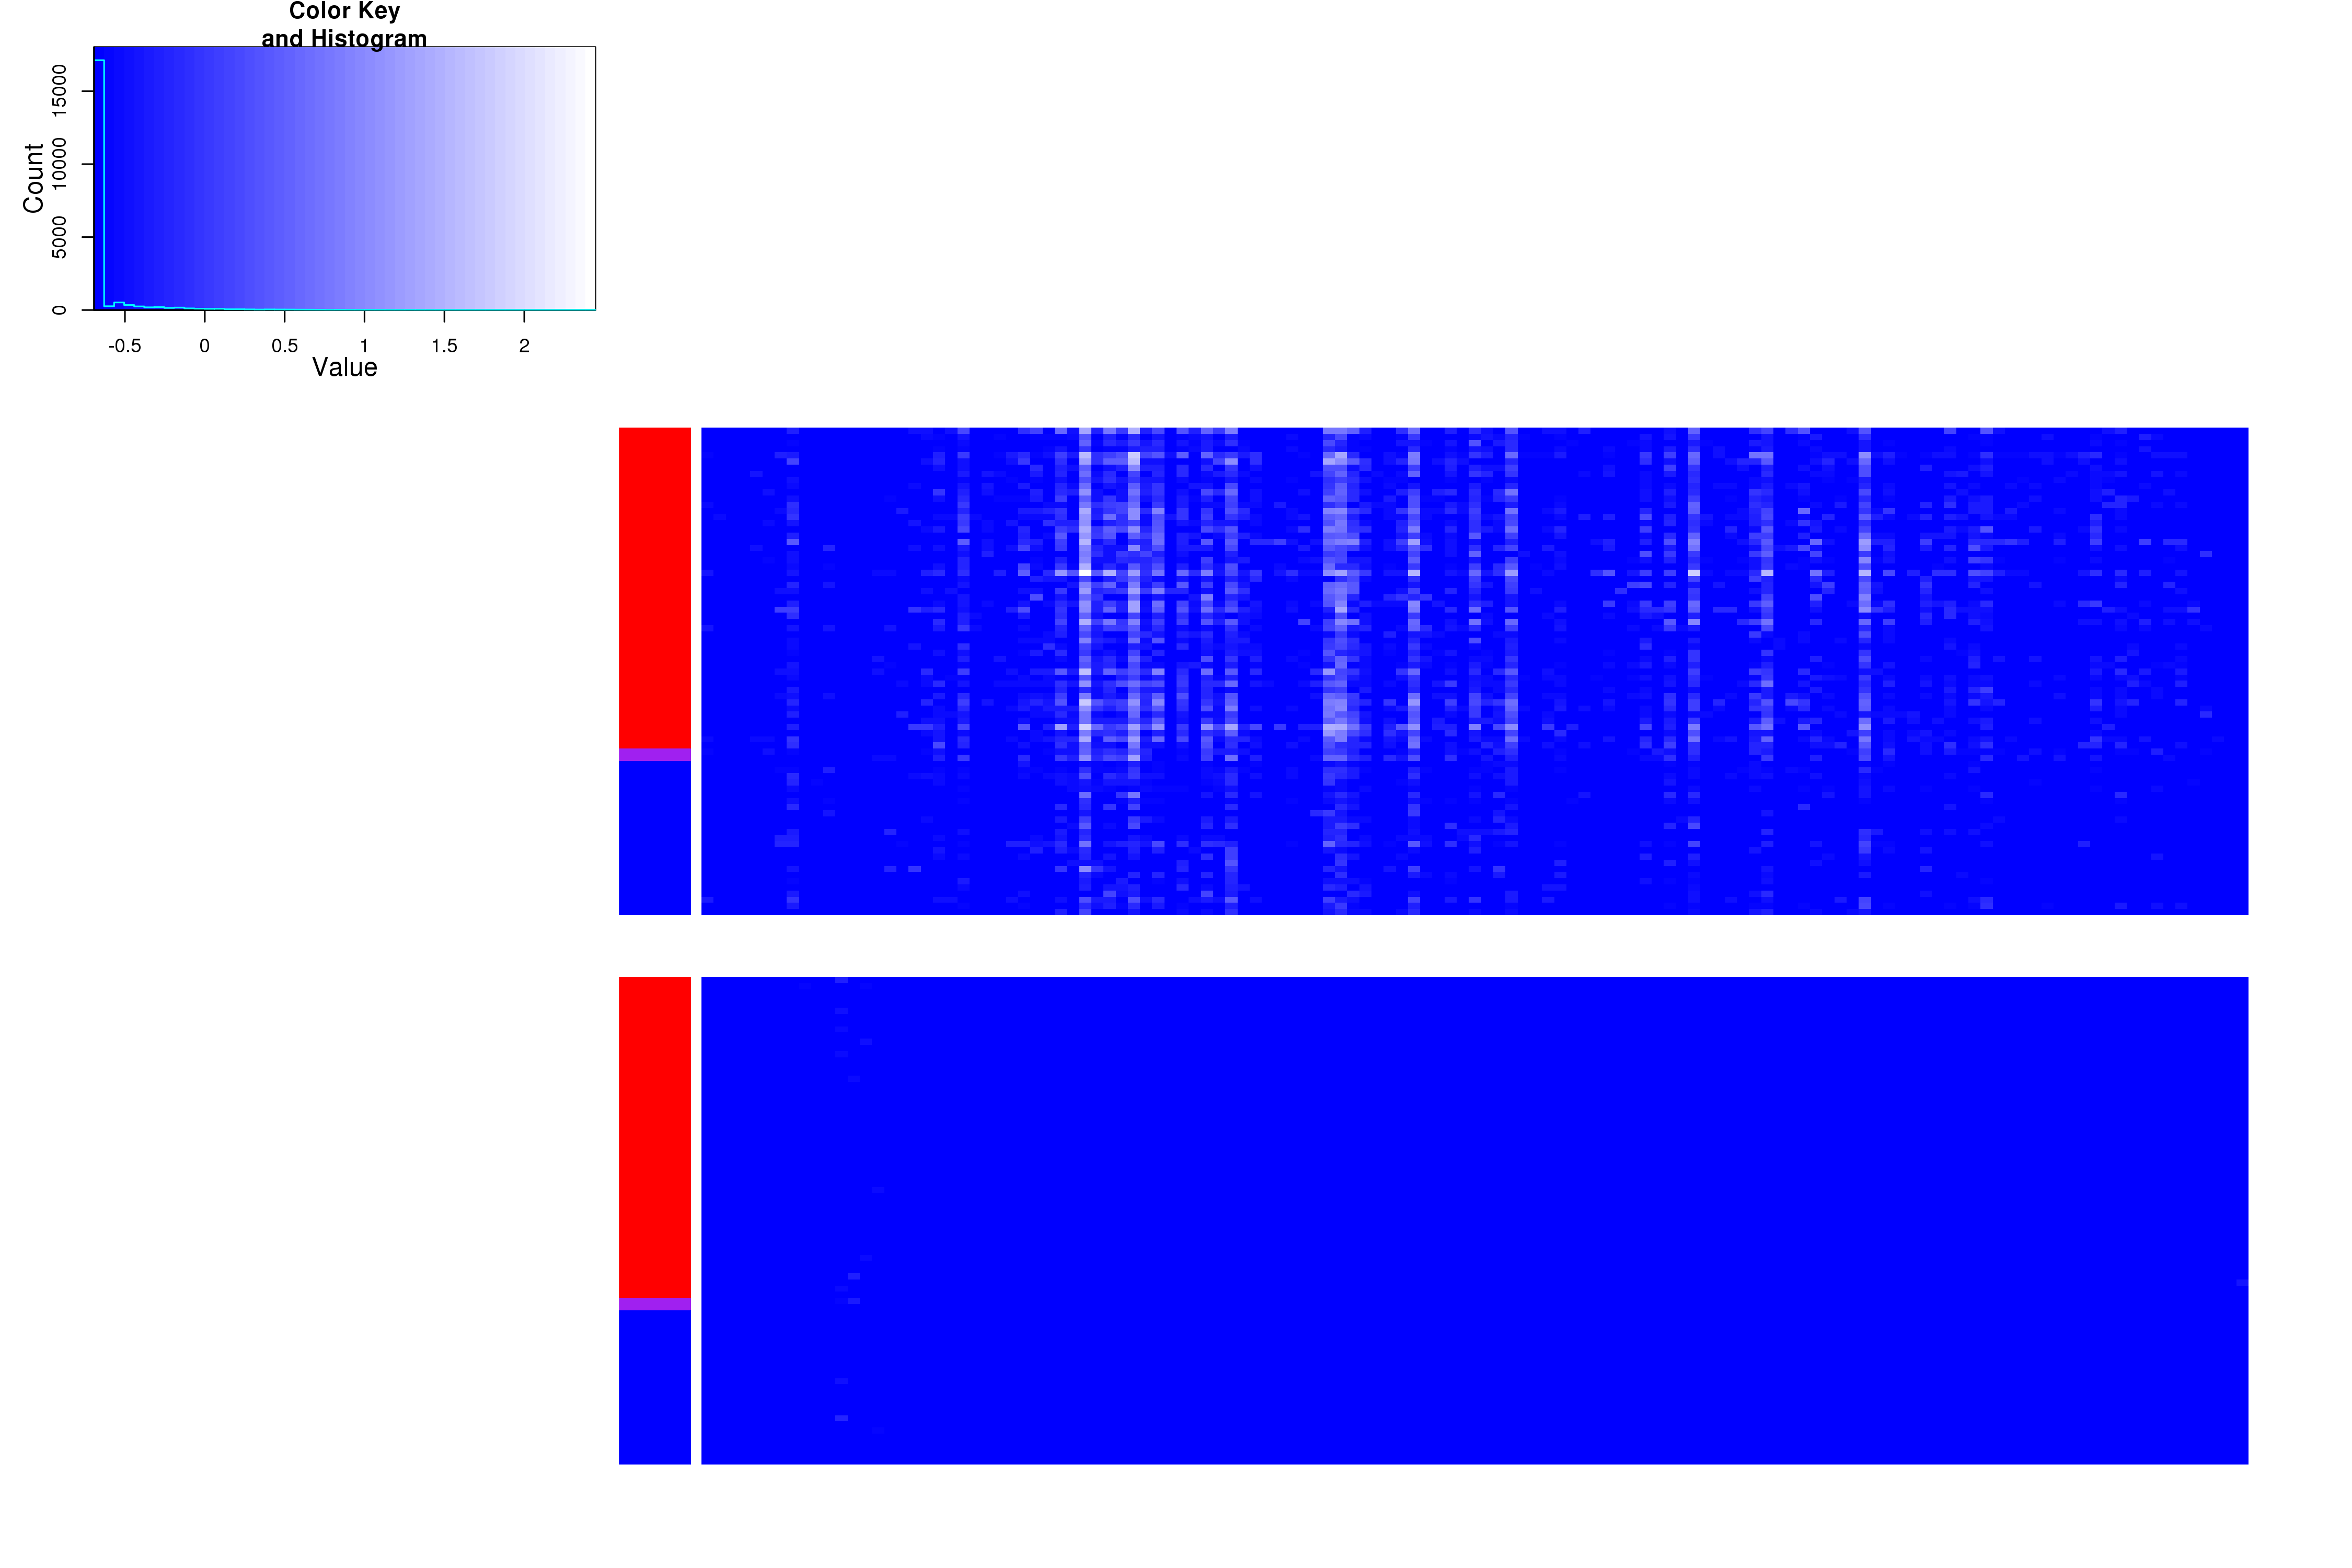 Color Key
and Histogram
Count
0 5000 10000 15000
-0.5 0 0.5 1 1.5 2
Value